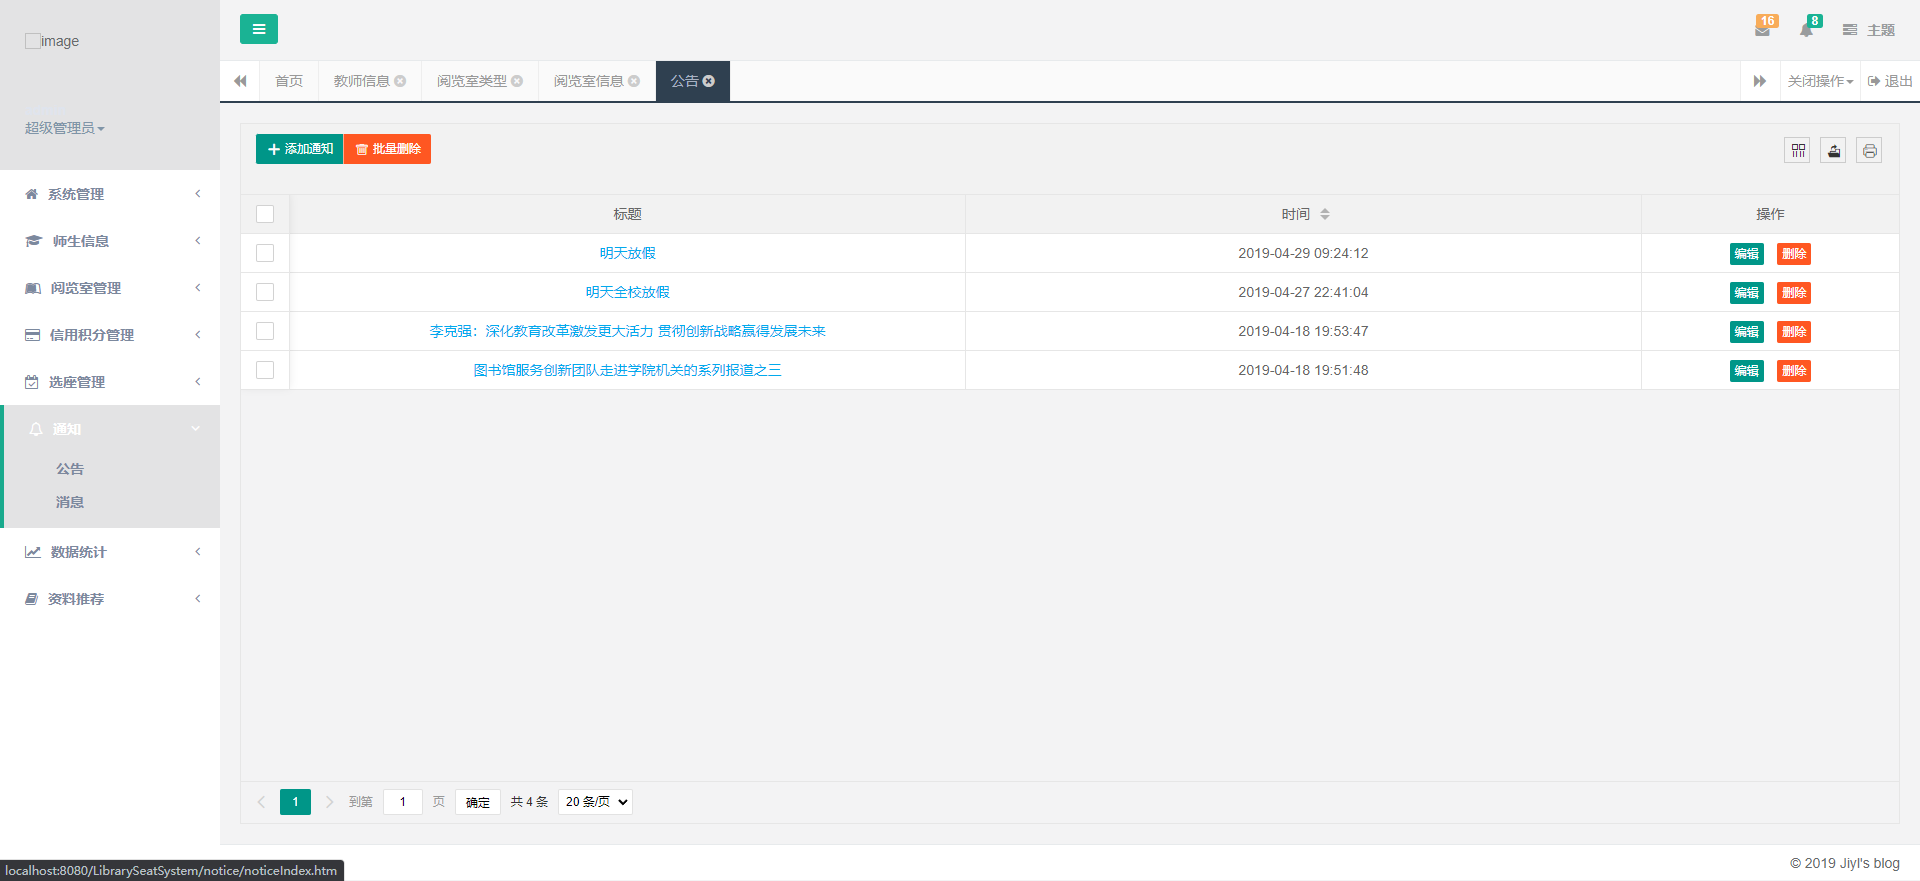 image
超级管理员
系统管理
师生信息
阅览室管理
信用积分管理
选座管理
通知
公告
消息
数据统计
资料推荐
16
8
主题
首页
教师信息
阅览室类型
阅览室信息
公告
关闭操作
退出
添加通知
批量删除
标题
时间
操作
明天放假
2019-04-29 09:24:12
编辑
删除
明天全校放假
2019-04-27 22:41:04
编辑
删除
李克强：深化教育改革激发更大活力 贯彻创新战略赢得发展未来
2019-04-18 19:53:47
编辑
删除
图书馆服务创新团队走进学院机关的系列报道之三
2019-04-18 19:51:48
编辑
删除
1
到第
1
页
确定
共 4 条
20 条/页
© 2019 Jiyl's blog
localhost:8080/LibrarySeatSystem/notice/noticeIndex.htm